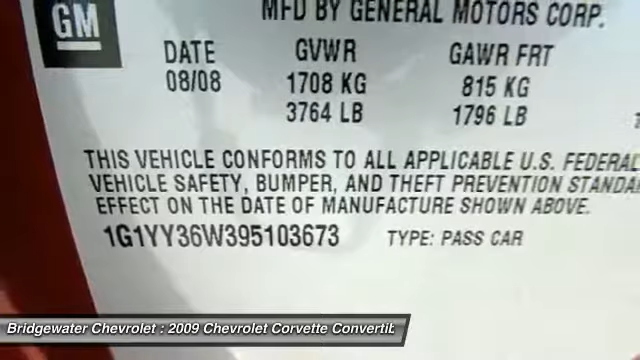 GM
MFD BY GENERAL MOTORS CORP.
DATE GVWR GAWR FRT
08/08 1708 KG 815 KG
3764 LB 1796 LB
THIS VEHICLE CONFORMS TO ALL APPLICABLE U.S. FEDERAL
VEHICLE SAFETY, BUMPER, AND THEFT PREVENTION STANDA
EFFECT ON THE DATE OF MANUFACTURE SHOWN ABOVE.
1G1YY36W395103673 TYPE: PASS CAR
Bridgewater Chevrolet : 2009 Chevrolet Corvette Convertib